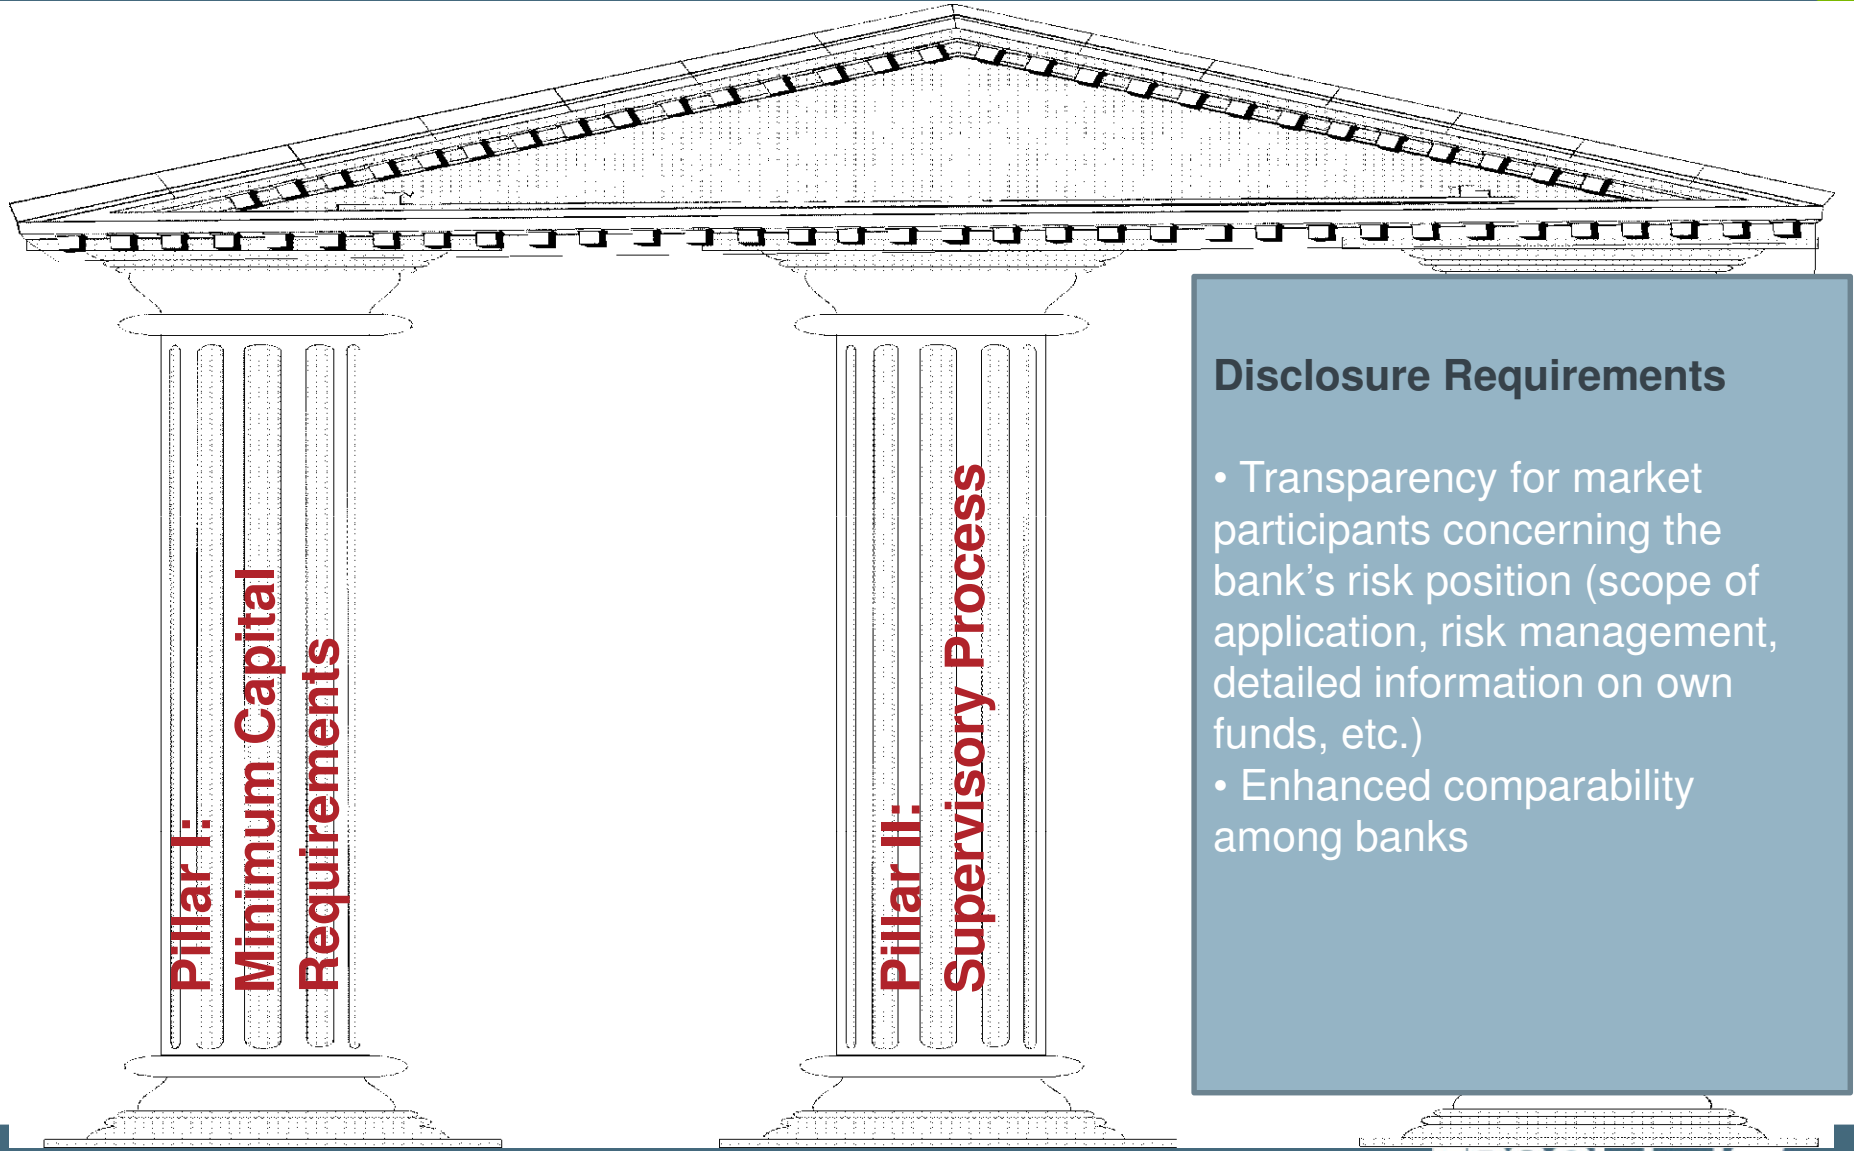 Pillar I:
Minimum Capital
Requirements
Pillar II:
Supervisory Process
Disclosure Requirements
• Transparency for market
participants concerning the
bank’s risk position (scope of
application, risk management,
detailed information on own
funds, etc.)
• Enhanced comparability
among banks